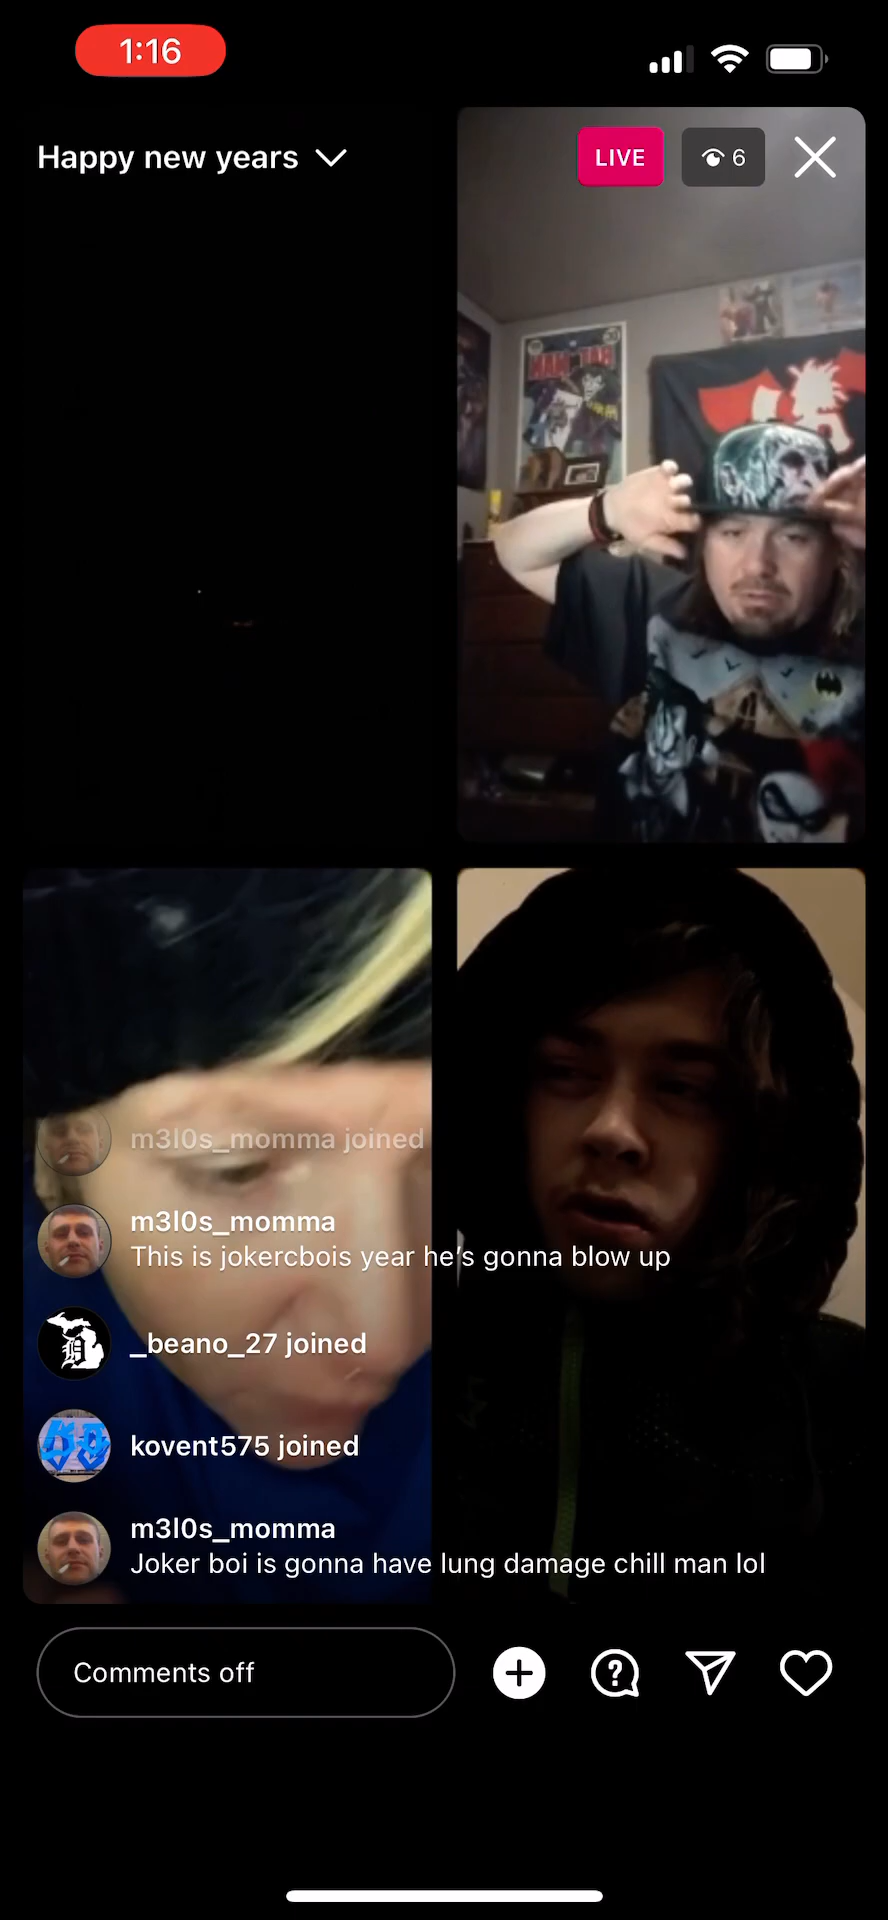 1:16
Happy new years
LIVE
6
m3l0s_momma joined
m3l0s_momma
This is jokercbois year he's gonna blow up
_beano_27 joined
kovent575 joined
m3l0s_momma
Joker boi is gonna have lung damage chill man lol
Comments off